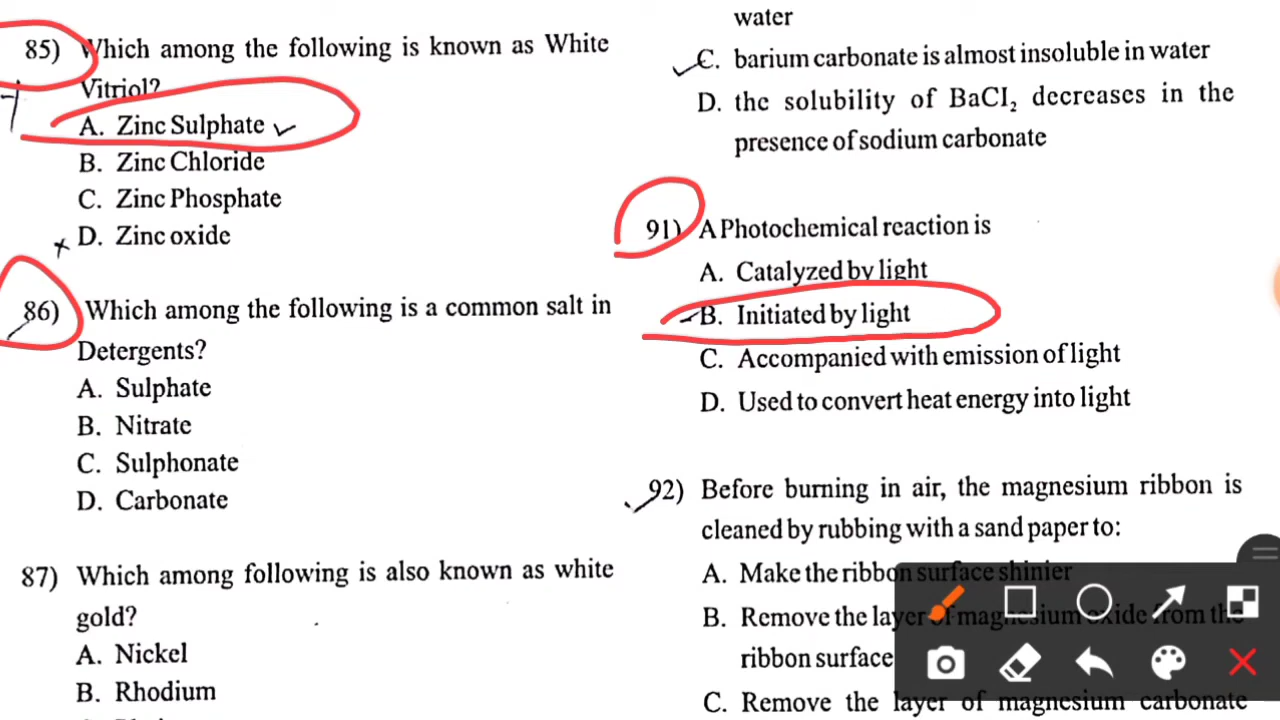 85) Which among the following is known as White
Vitriol?
A. Zinc Sulphate
B. Zinc Chloride
C. Zinc Phosphate
D. Zinc oxide
86) Which among the following is a common salt in
Detergents?
A. Sulphate
B. Nitrate
C. Sulphonate
D. Carbonate
87) Which among following is also known as white
gold?
A. Nickel
B. Rhodium
water
C. barium carbonate is almost insoluble in water
D. the solubility of BaCl₂ decreases in the
presence of sodium carbonate
91) A Photochemical reaction is
A. Catalyzed by light
B. Initiated by light
C. Accompanied with emission of light
D. Used to convert heat energy into light
92) Before burning in air, the magnesium ribbon is
cleaned by rubbing with a sand paper to:
A. Make the ribbon surface shinier
B. Remove the layer of magnesium oxide from the
ribbon surface
C. Remove the layer of magnesium carbonate